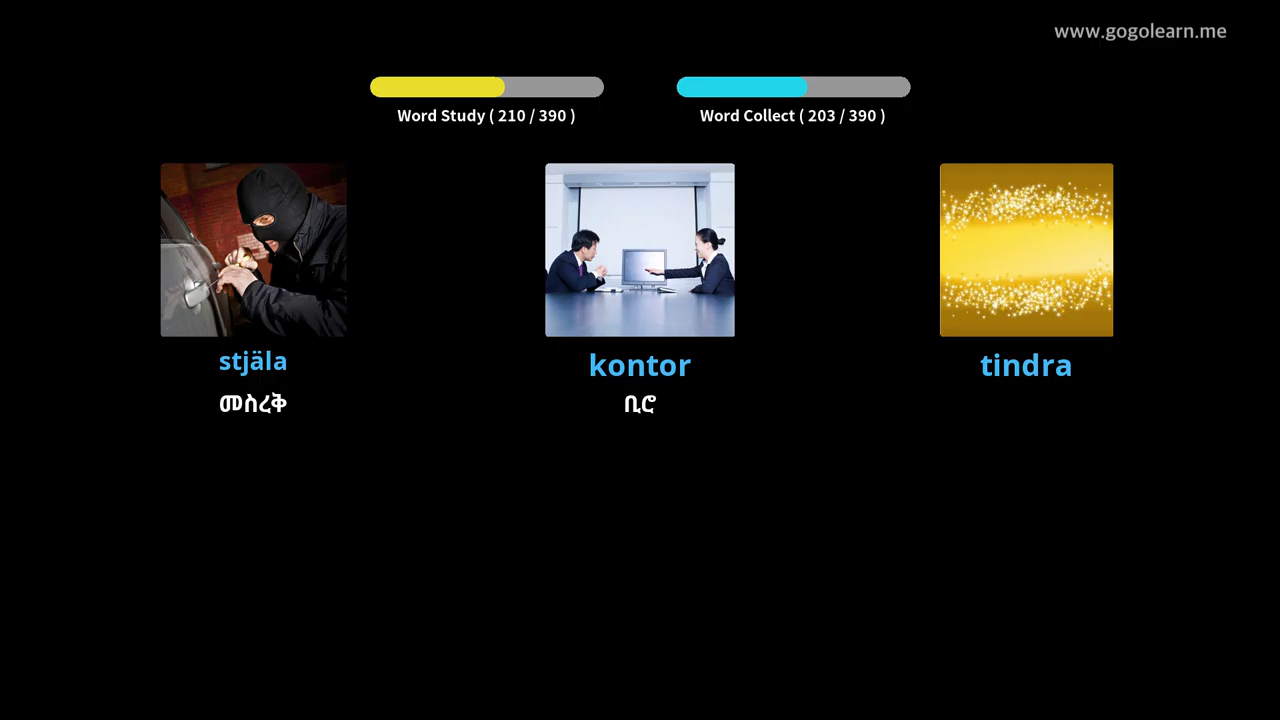 www.gogolearn.me
Word Study ( 210 / 390 )
Word Collect ( 203 / 390 )
stjäla
kontor
tindra
መስረቅ
ቢሮ